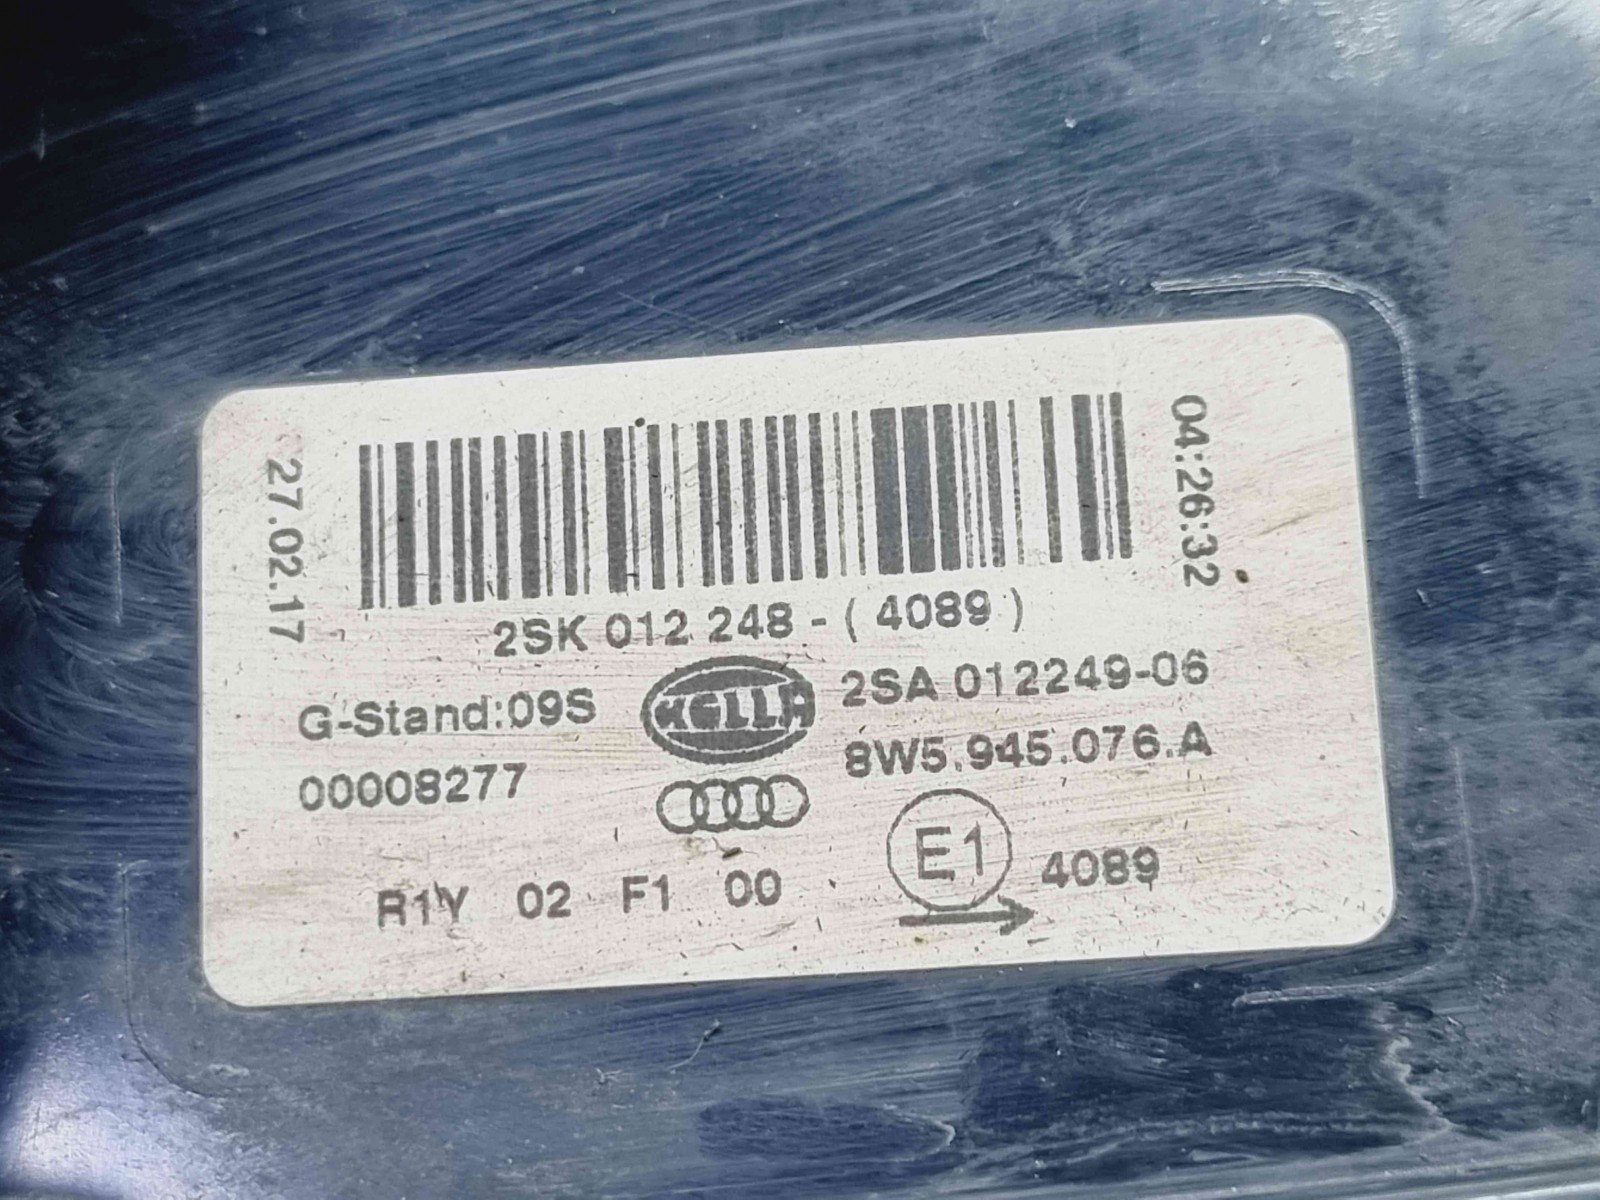 27.02.17
04:26:32
2SK 012 248 - ( 4089 )
G-Stand:09S
HELLA
2SA 012249-06
00008277
8W5.945.076.A
R1Y 02 F1 00
E1
4089